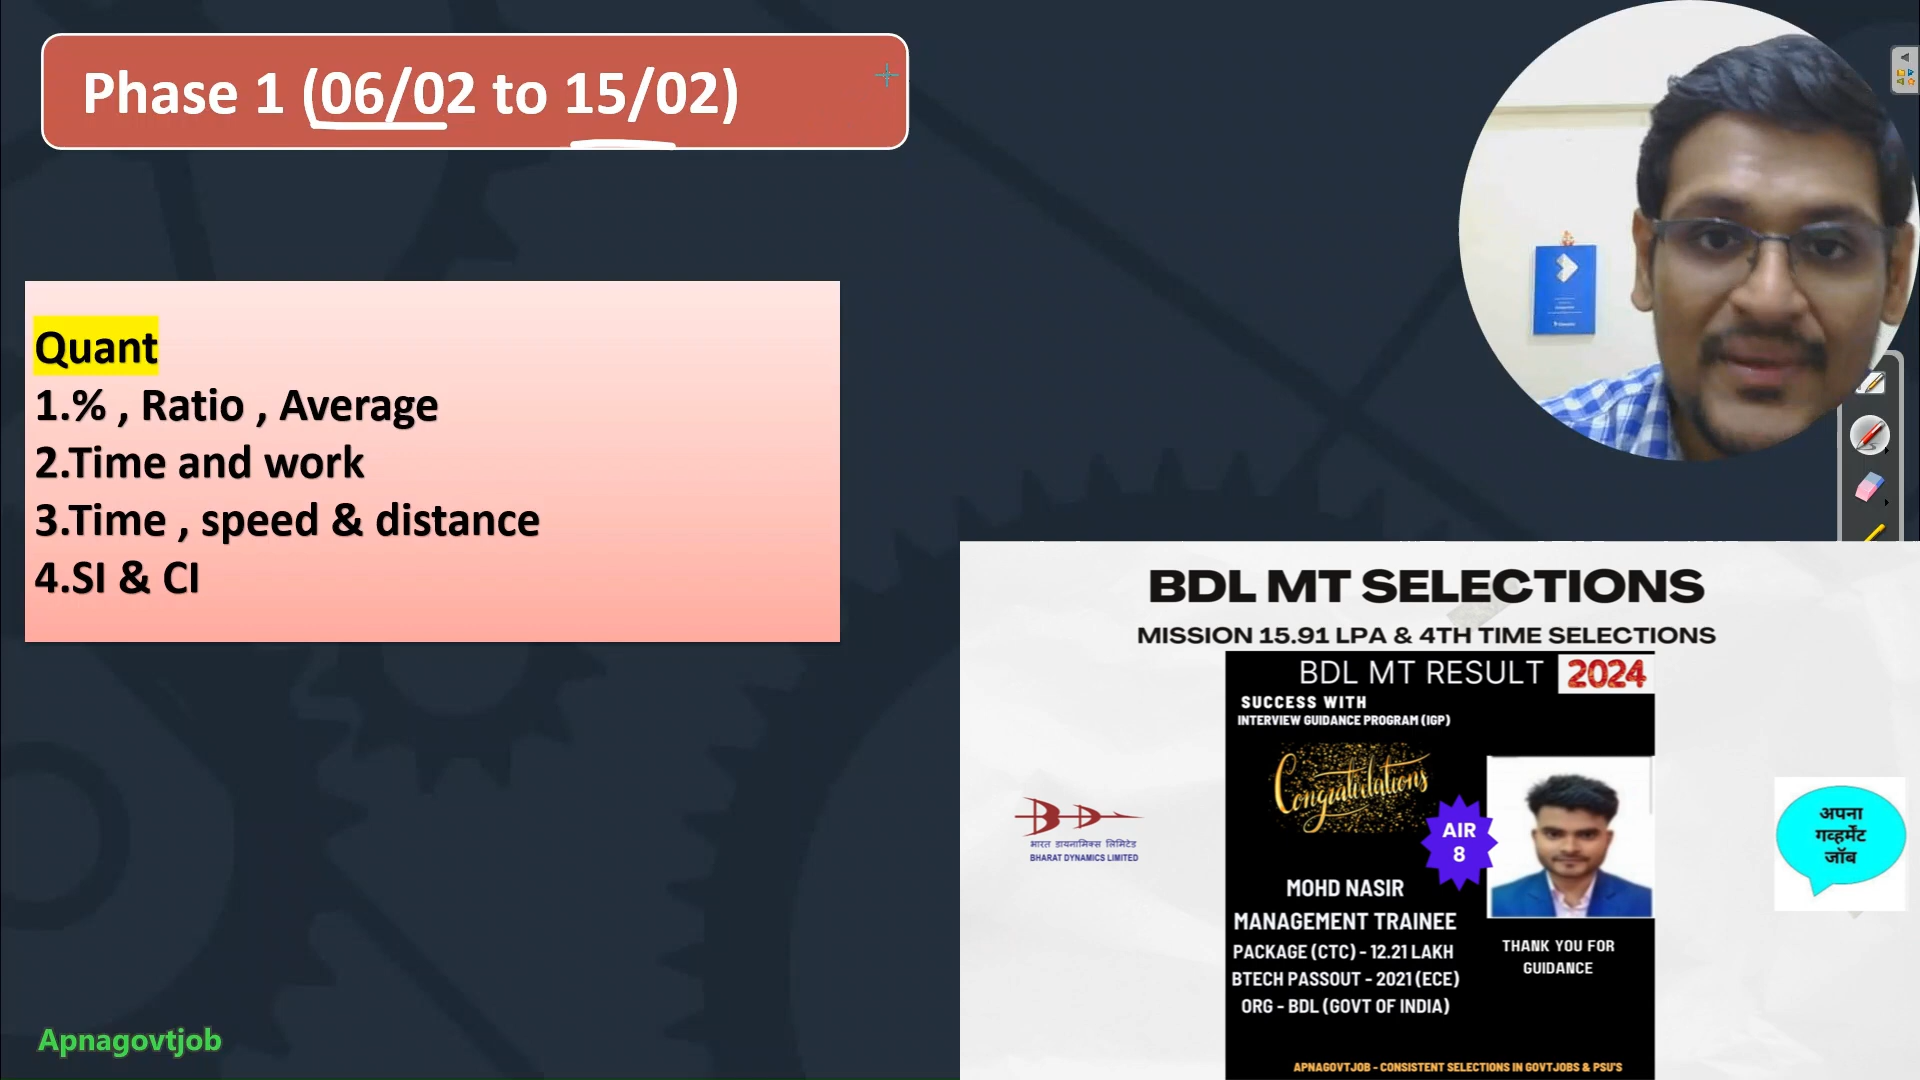 Phase 1 (06/02 to 15/02)
Quant
1.% , Ratio , Average
2.Time and work
3.Time , speed & distance
4.SI & CI
BDL MT SELECTIONS
MISSION 15.91 LPA & 4TH TIME SELECTIONS
BDL MT RESULT 2024
SUCCESS WITH
INTERVIEW GUIDANCE PROGRAM (IGP)
Congratulations
AIR
8
MOHD NASIR
MANAGEMENT TRAINEE
PACKAGE (CTC) - 12.21 LAKH
BTECH PASSOUT - 2021 (ECE)
ORG - BDL (GOVT OF INDIA)
THANK YOU FOR
GUIDANCE
APNAGOVTJOB - CONSISTENT SELECTIONS IN GOVTJOBS & PSU'S
भारत डायनामिक्स लिमिटेड
BHARAT DYNAMICS LIMITED
अपना
गव्हर्मेंट
जॉब
Apnagovtjob